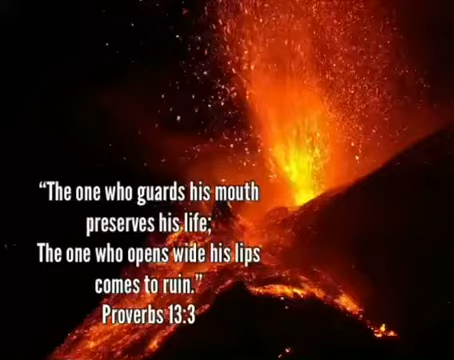 “The one who guards his mouth
preserves his life;
The one who opens wide his lips
comes to ruin.”
Proverbs 13:3